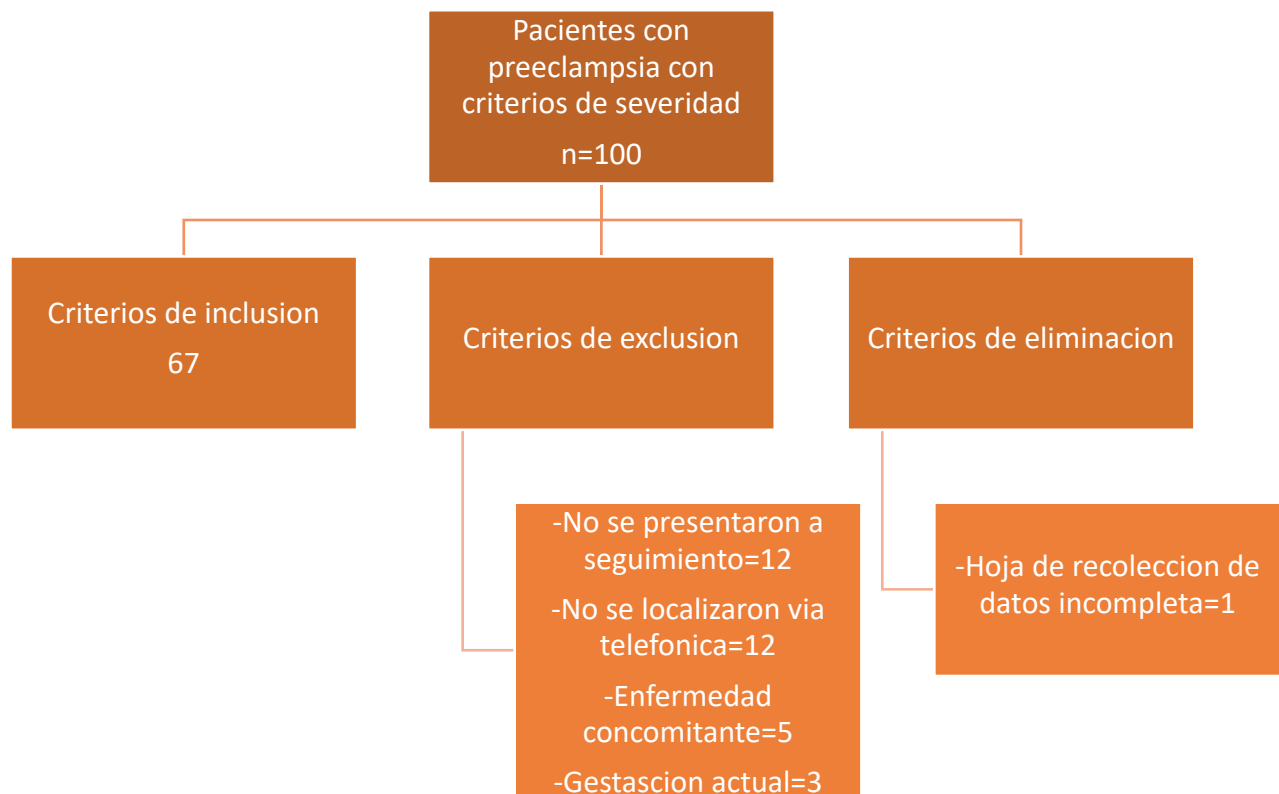 Pacientes con
preeclampsia con
criterios de severidad
n=100
Criterios de inclusion
67
Criterios de exclusion
Criterios de eliminacion
-No se presentaron a
seguimiento=12
-No se localizaron via
telefonica=12
-Enfermedad
concomitante=5
-Gestascion actual=3
-Hoja de recoleccion de
datos incompleta=1